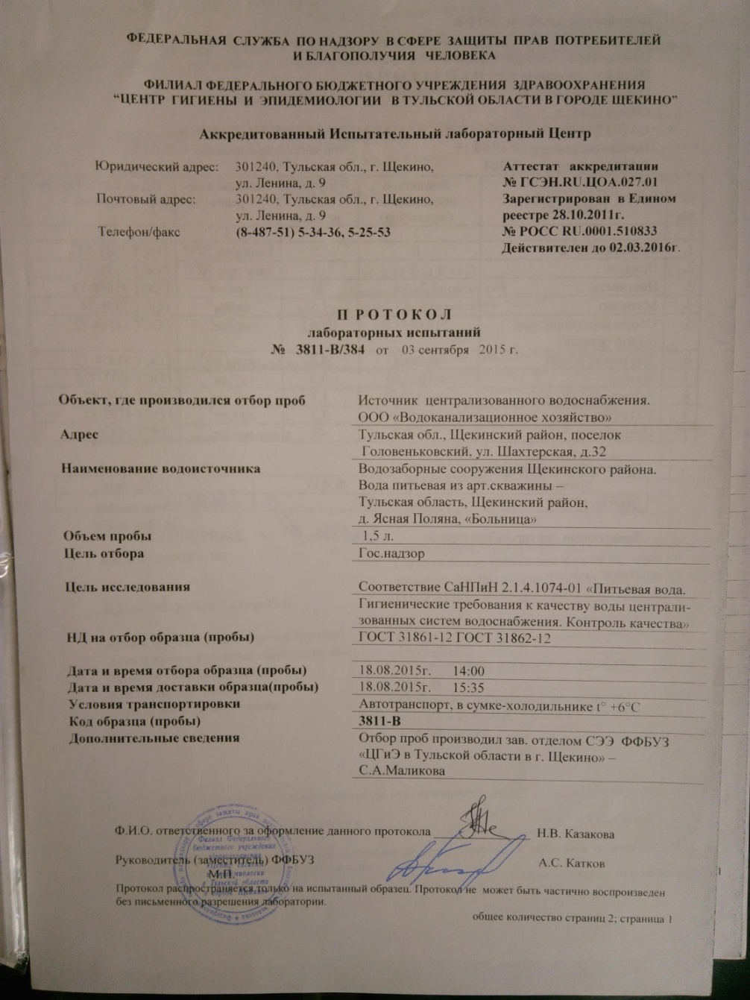 ФЕДЕРАЛЬНАЯ СЛУЖБА ПО НАДЗОРУ В СФЕРЕ ЗАЩИТЫ ПРАВ ПОТРЕБИТЕЛЕЙ
И БЛАГОПОЛУЧИЯ ЧЕЛОВЕКА
ФИЛИАЛ ФЕДЕРАЛЬНОГО БЮДЖЕТНОГО УЧРЕЖДЕНИЯ ЗДРАВООХРАНЕНИЯ
“ЦЕНТР ГИГИЕНЫ И ЭПИДЕМИОЛОГИИ В ТУЛЬСКОЙ ОБЛАСТИ В ГОРОДЕ ЩЕКИНО”
Аккредитованный Испытательный лабораторный Центр
Юридический адрес: 301240, Тульская обл., г. Щекино,
ул. Ленина, д. 9
Почтовый адрес: 301240, Тульская обл., г. Щекино,
ул. Ленина, д. 9
Телефон/факс (8-487-51) 5-34-36, 5-25-53
Аттестат аккредитации
№ ГСЭН.RU.ЦОА.027.01
Зарегистрирован в Едином
реестре 28.10.2011г.
№ РОСС RU.0001.510833
Действителен до 02.03.2016г.
П Р О Т О К О Л
лабораторных испытаний
№ 3811-В/384 от 03 сентября 2015 г.
Объект, где производился отбор проб Источник централизованного водоснабжения.
ООО «Водоканализационное хозяйство»
Адрес Тульская обл., Щекинский район, поселок
Головеньковский, ул. Шахтерская, д.32
Наименование водоисточника Водозаборные сооружения Щекинского района.
Вода питьевая из арт.скважины –
Тульская область, Щекинский район,
д. Ясная Поляна, «Больница»
Объем пробы 1,5 л.
Цель отбора Гос.надзор
Цель исследования Соответствие СаНПиН 2.1.4.1074-01 «Питьевая вода.
Гигиенические требования к качеству воды централи-
зованных систем водоснабжения. Контроль качества»
НД на отбор образца (пробы) ГОСТ 31861-12 ГОСТ 31862-12
Дата и время отбора образца (пробы) 18.08.2015г. 14:00
Дата и время доставки образца(пробы) 18.08.2015г. 15:35
Условия транспортировки Автотранспорт, в сумке-холодильнике t° +6°C
Код образца (пробы) 3811-В
Дополнительные сведения Отбор проб производил зав. отделом СЭЭ ФФБУЗ
«ЦГиЭ в Тульской области в г. Щекино» –
С.А.Маликова
Ф.И.О. ответственного за оформление данного протокола Н.В. Казакова
Руководитель (заместитель) ФФБУЗ А.С. Катков
М.П.
Протокол распространяется только на испытанный образец. Протокол не может быть частично воспроизведен
без письменного разрешения лаборатории.
общее количество страниц 2; страница 1
Филиал Федерального
бюджетного учреждения
здравоохранения